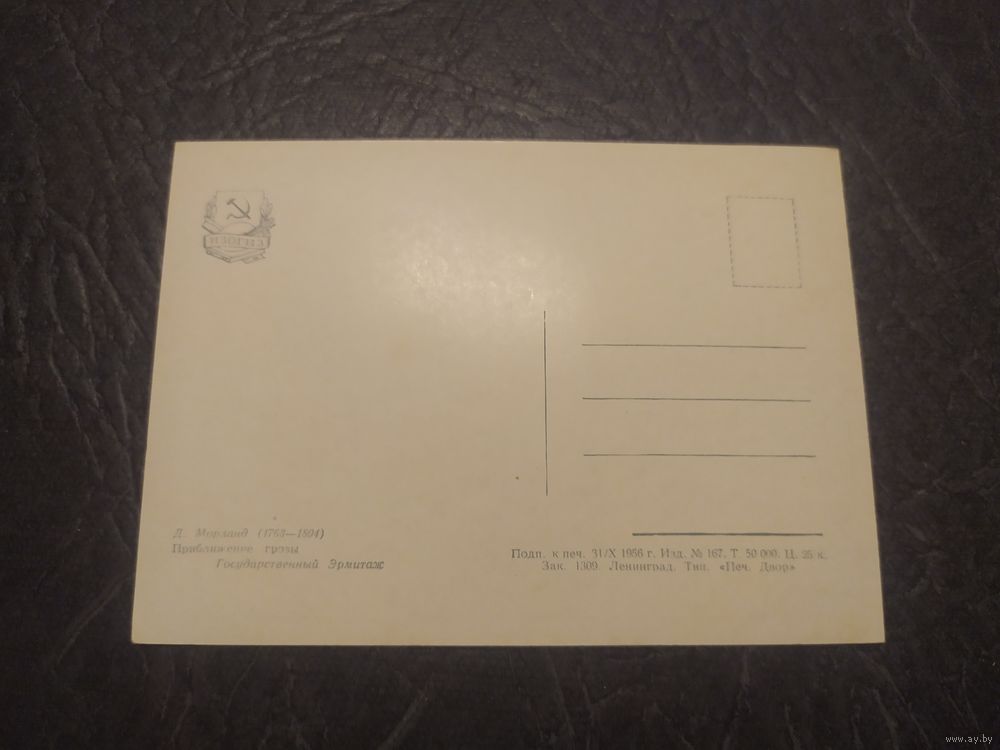 ИЗОГИЗ
Д. Морланд (1763—1804)
Приближение грозы
Государственный Эрмитаж
Подп. к печ. 31/X 1956 г. Изд. № 167. Т 50 000. Ц. 25 к.
Зак. 1309. Ленинград. Тип. «Печ. Двор»
www.ay.by